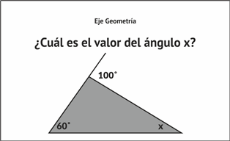 Eje Geometría
¿Cuál es el valor del ángulo x?
100°
60°
x